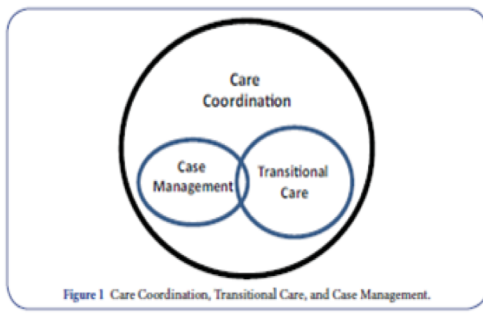 Care
Coordination
Case
Management
Transitional
Care
Figure 1 Care Coordination, Transitional Care, and Case Management.